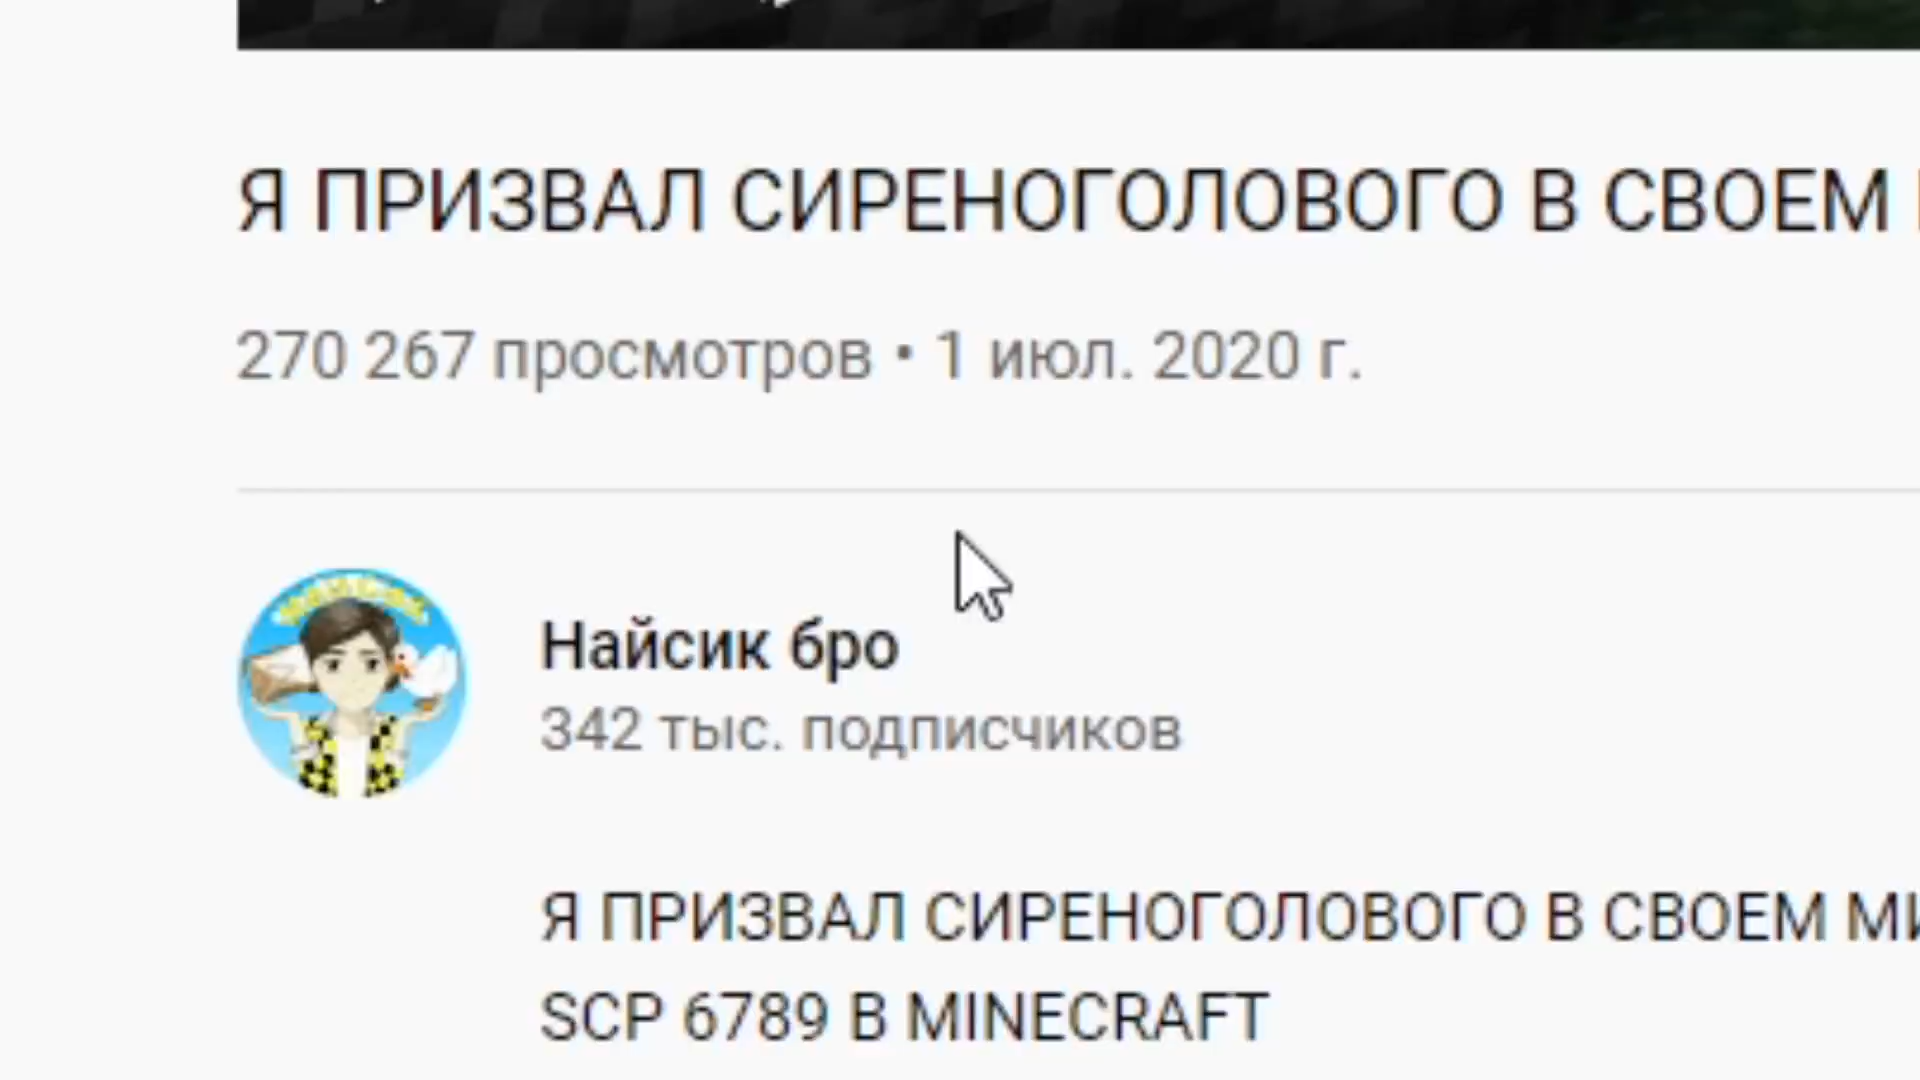 Я ПРИЗВАЛ СИРЕНОГОЛОВОГО В СВОЕМ
270 267 просмотров • 1 июл. 2020 г.
Найсик бро
342 тыс. подписчиков
Я ПРИЗВАЛ СИРЕНОГОЛОВОГО В СВОЕМ МИ
SCP 6789 В MINECRAFT